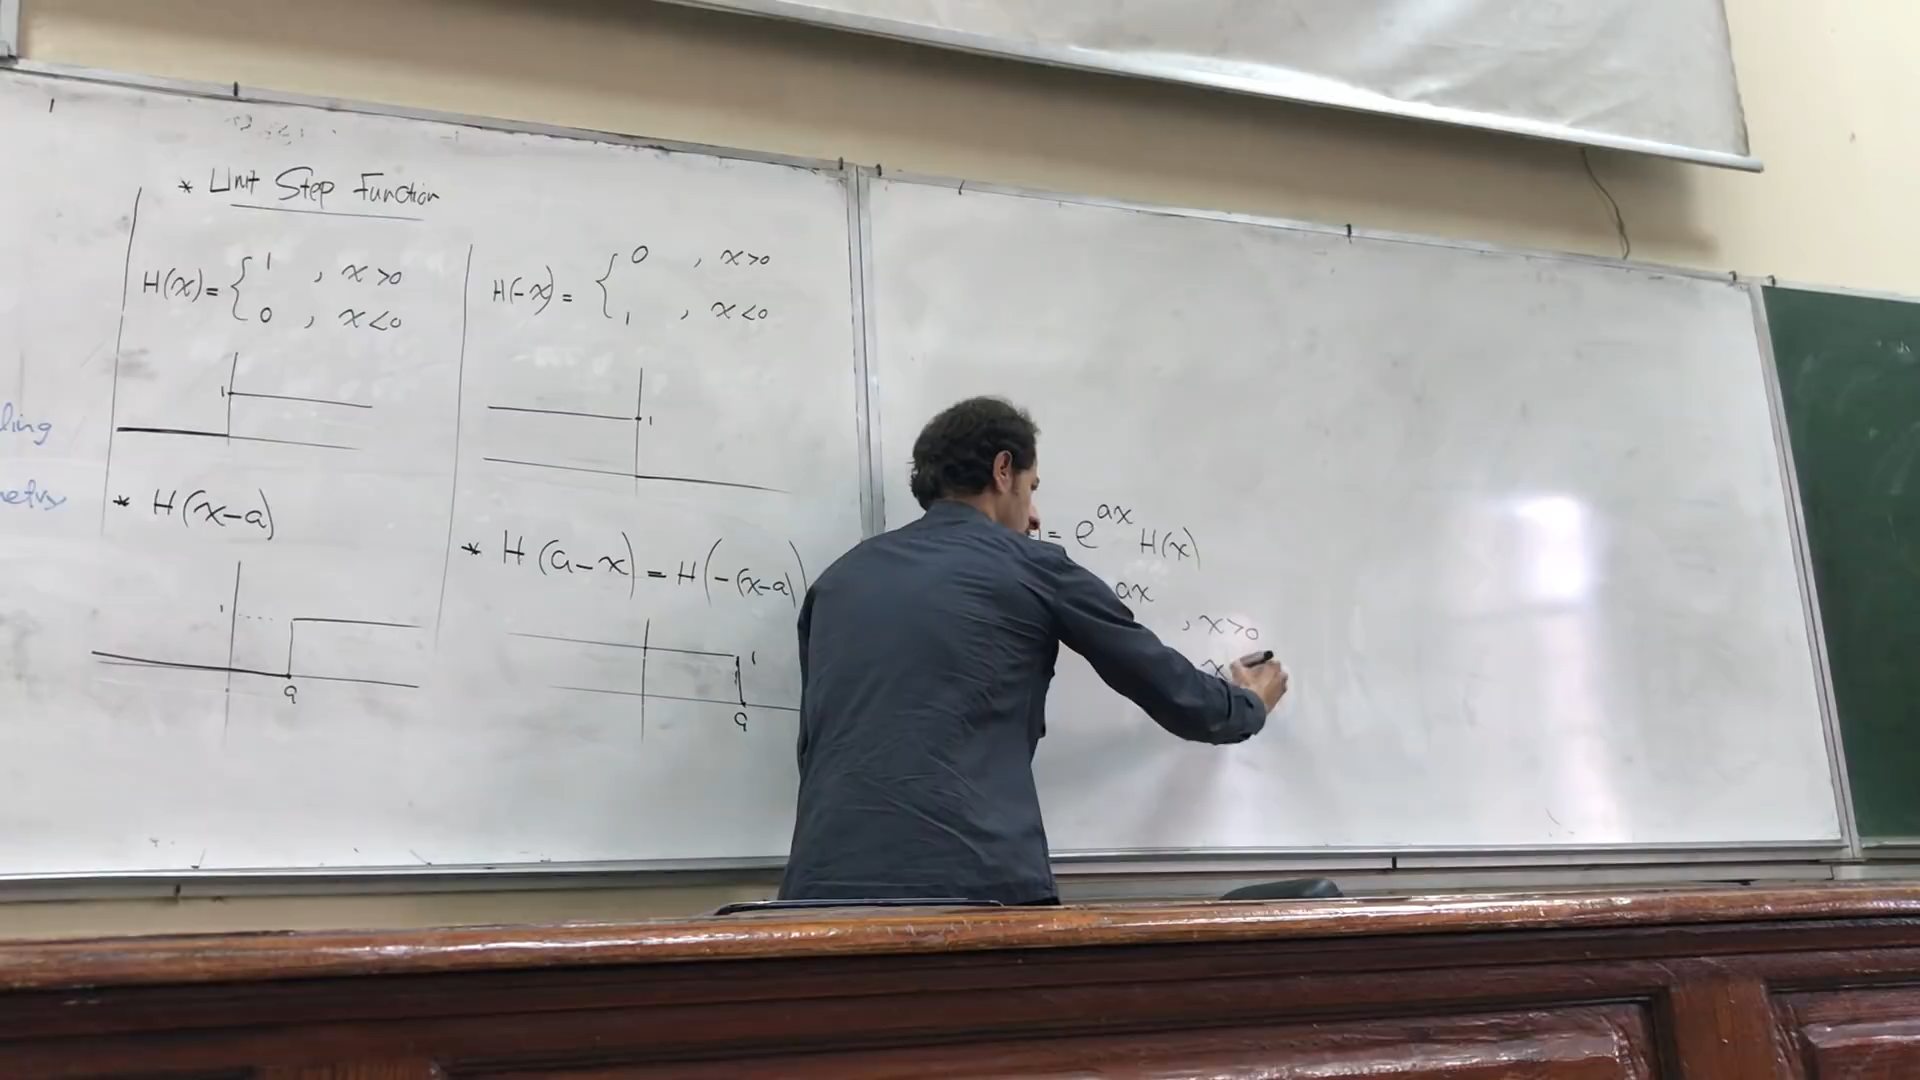 * Unit Step Function
H(x) = { 1 , x>0
0 , x<0
H(-x) = { 0 , x>0
1 , x<0
1
1
* H(x-a)
1
a
* H(a-x) = H(-(x-a)
1
a
= e^{ax} H(x)
ax
, x>0
x